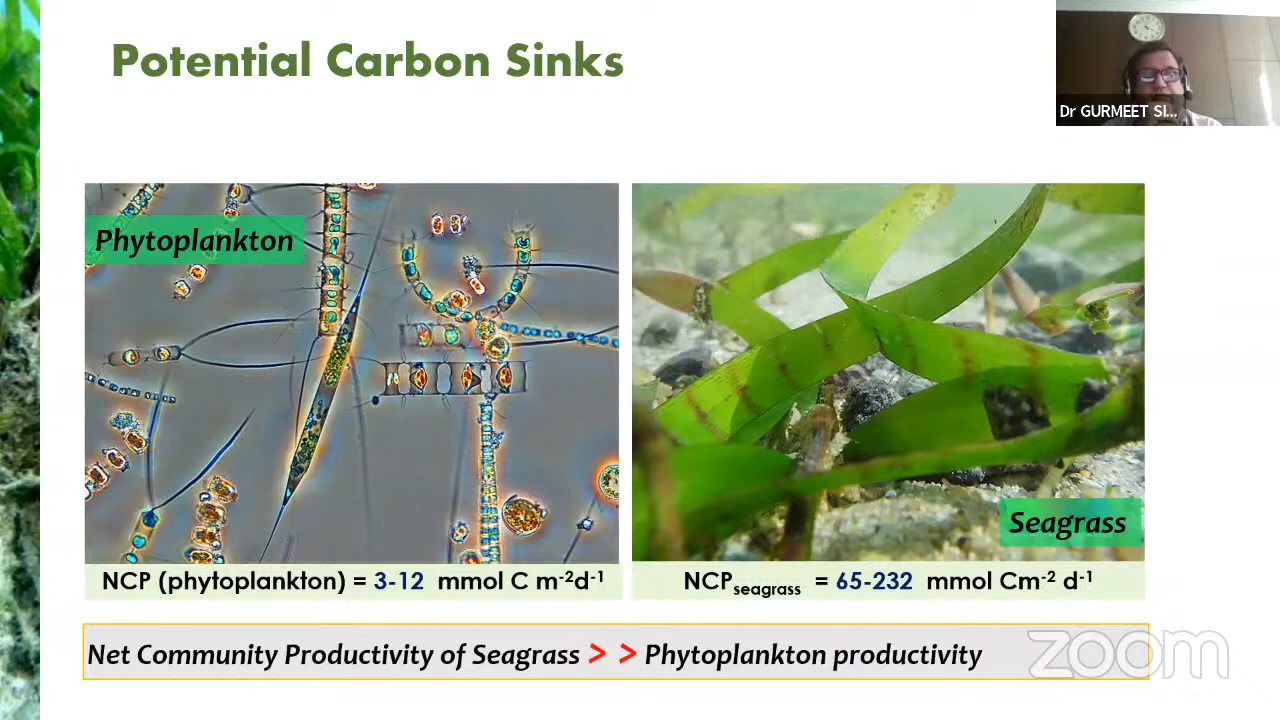 Potential Carbon Sinks
Dr GURMEET SI...
Phytoplankton
Seagrass
NCP (phytoplankton) = 3-12 mmol C m-2d-1
NCPseagrass = 65-232 mmol Cm-2 d-1
Net Community Productivity of Seagrass > > Phytoplankton productivity
zoom